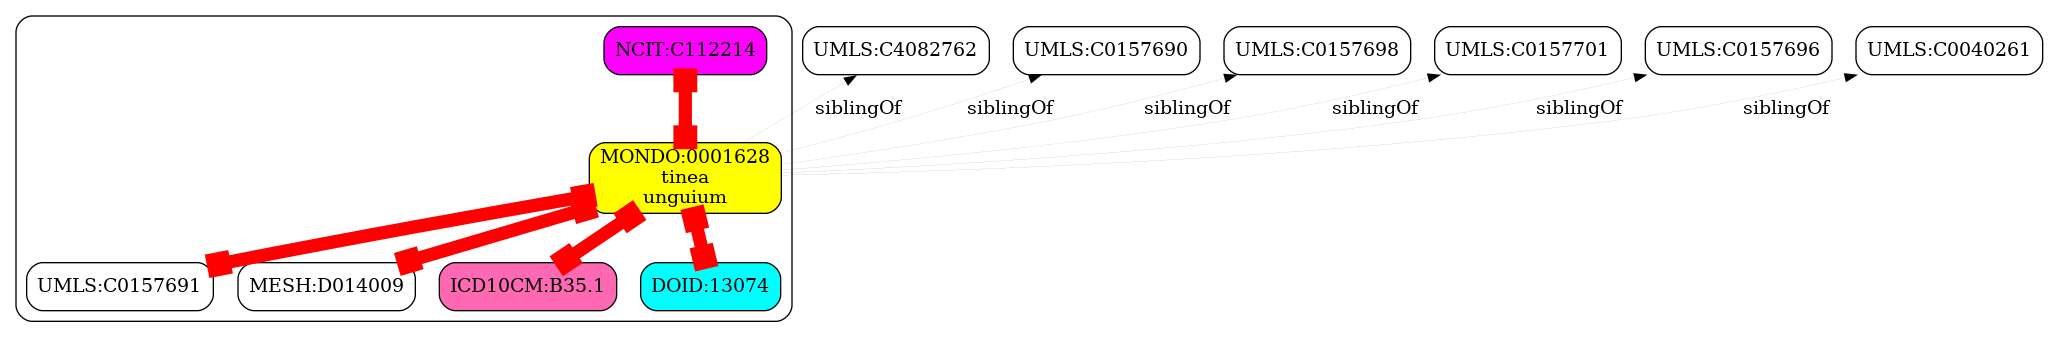 NCIT:C112214
UMLS:C4082762
UMLS:C0157690
UMLS:C0157698
UMLS:C0157701
UMLS:C0157696
UMLS:C0040261
siblingOf
siblingOf
siblingOf
siblingOf
siblingOf
siblingOf
MONDO:0001628
tinea
unguium
UMLS:C0157691
MESH:D014009
ICD10CM:B35.1
DOID:13074